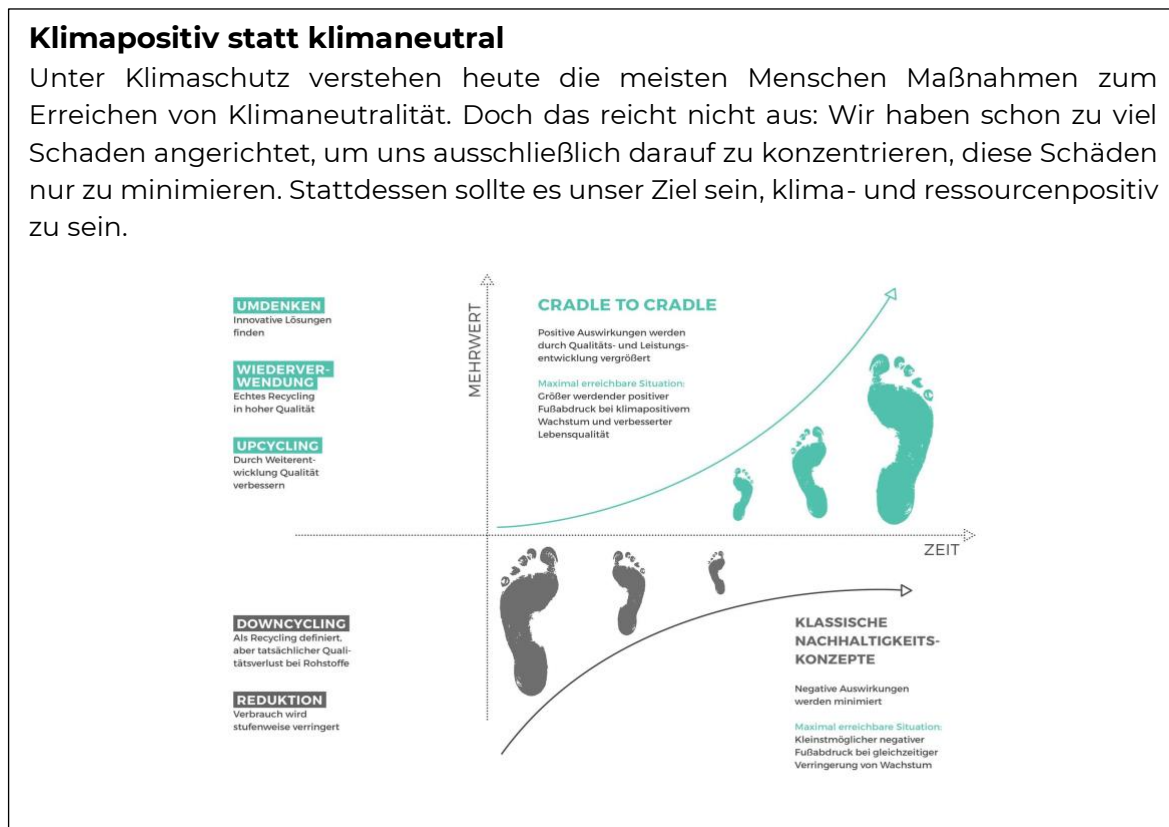 Klimapositiv statt klimaneutral
Unter Klimaschutz verstehen heute die meisten Menschen Maßnahmen zum
Erreichen von Klimaneutralität. Doch das reicht nicht aus: Wir haben schon zu viel
Schaden angerichtet, um uns ausschließlich darauf zu konzentrieren, diese Schäden
nur zu minimieren. Stattdessen sollte es unser Ziel sein, klima- und ressourcenpositiv
zu sein.
UMDENKEN
Innovative Lösungen
finden
WIEDERVER-
WENDUNG
Echtes Recycling
in hoher Qualität
UPCYCLING
Durch Weiterent-
wicklung Qualität
verbessern
MEHRWERT
CRADLE TO CRADLE
Positive Auswirkungen werden
durch Qualitäts- und Leistungs-
entwicklung vergrößert
Maximal erreichbare Situation:
Größer werdender positiver
Fußabdruck bei klimapositivem
Wachstum und verbesserter
Lebensqualität
ZEIT
DOWNCYCLING
Als Recycling definiert,
aber tatsächlicher Quali-
tätsverlust bei Rohstoffe
REDUKTION
Verbrauch wird
stufenweise verringert
KLASSISCHE
NACHHALTIGKEITS-
KONZEPTE
Negative Auswirkungen
werden minimiert
Maximal erreichbare Situation:
Kleinstmöglicher negativer
Fußabdruck bei gleichzeitiger
Verringerung von Wachstum